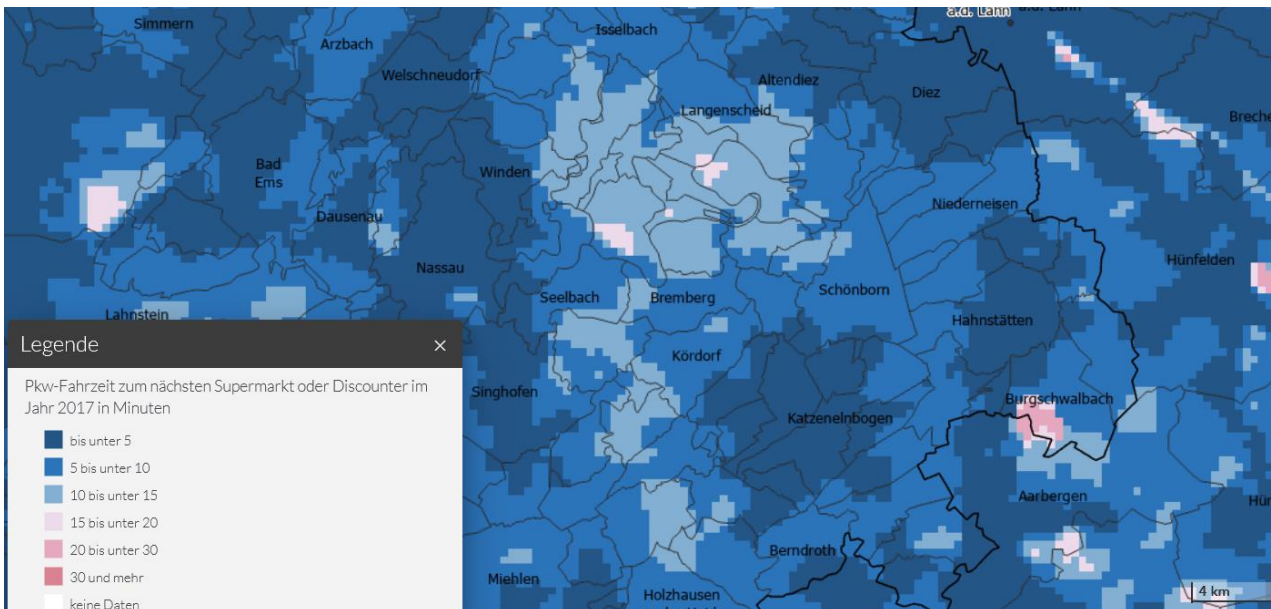 a.d. Lahn
a.d. Lahn
Simmern
Isselbach
Arzbach
Welschneudorf
Altendiez
Diez
Langenscheid
Breche
Bad
Ems
Winden
Niederneisen
Dausenau
Nassau
Hünfelden
Seelbach
Bremberg
Schönborn
Lahnstein
Hahnstätten
Kördorf
Singhofen
Burgschwalbach
Katzenelnbogen
Aarbergen
Hün
Berndroth
Miehlen
Holzhausen
4 km
Legende ×
Pkw-Fahrzeit zum nächsten Supermarkt oder Discounter im
Jahr 2017 in Minuten
bis unter 5
5 bis unter 10
10 bis unter 15
15 bis unter 20
20 bis unter 30
30 und mehr
keine Daten